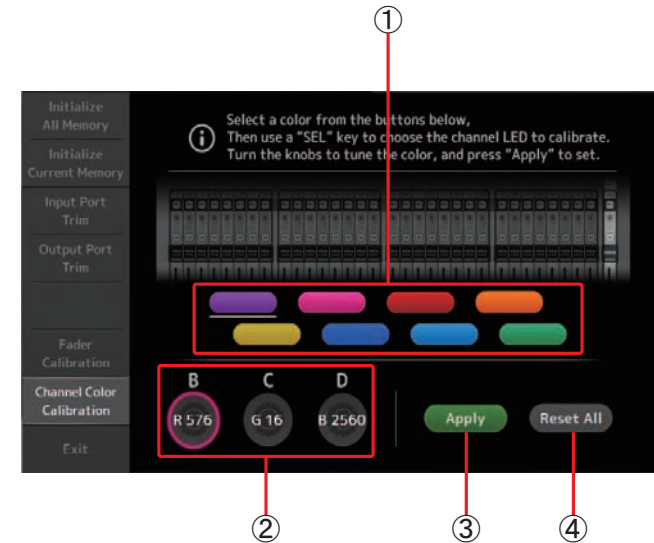 ①
Initialize
All Memory
Initialize
Current Memory
Input Port
Trim
Output Port
Trim
Fader
Calibration
Channel Color
Calibration
Exit
Select a color from the buttons below,
Then use a "SEL" key to choose the channel LED to calibrate.
Turn the knobs to tune the color, and press "Apply" to set.
B C D
R 576 G 16 B 2560
Apply Reset All
② ③ ④